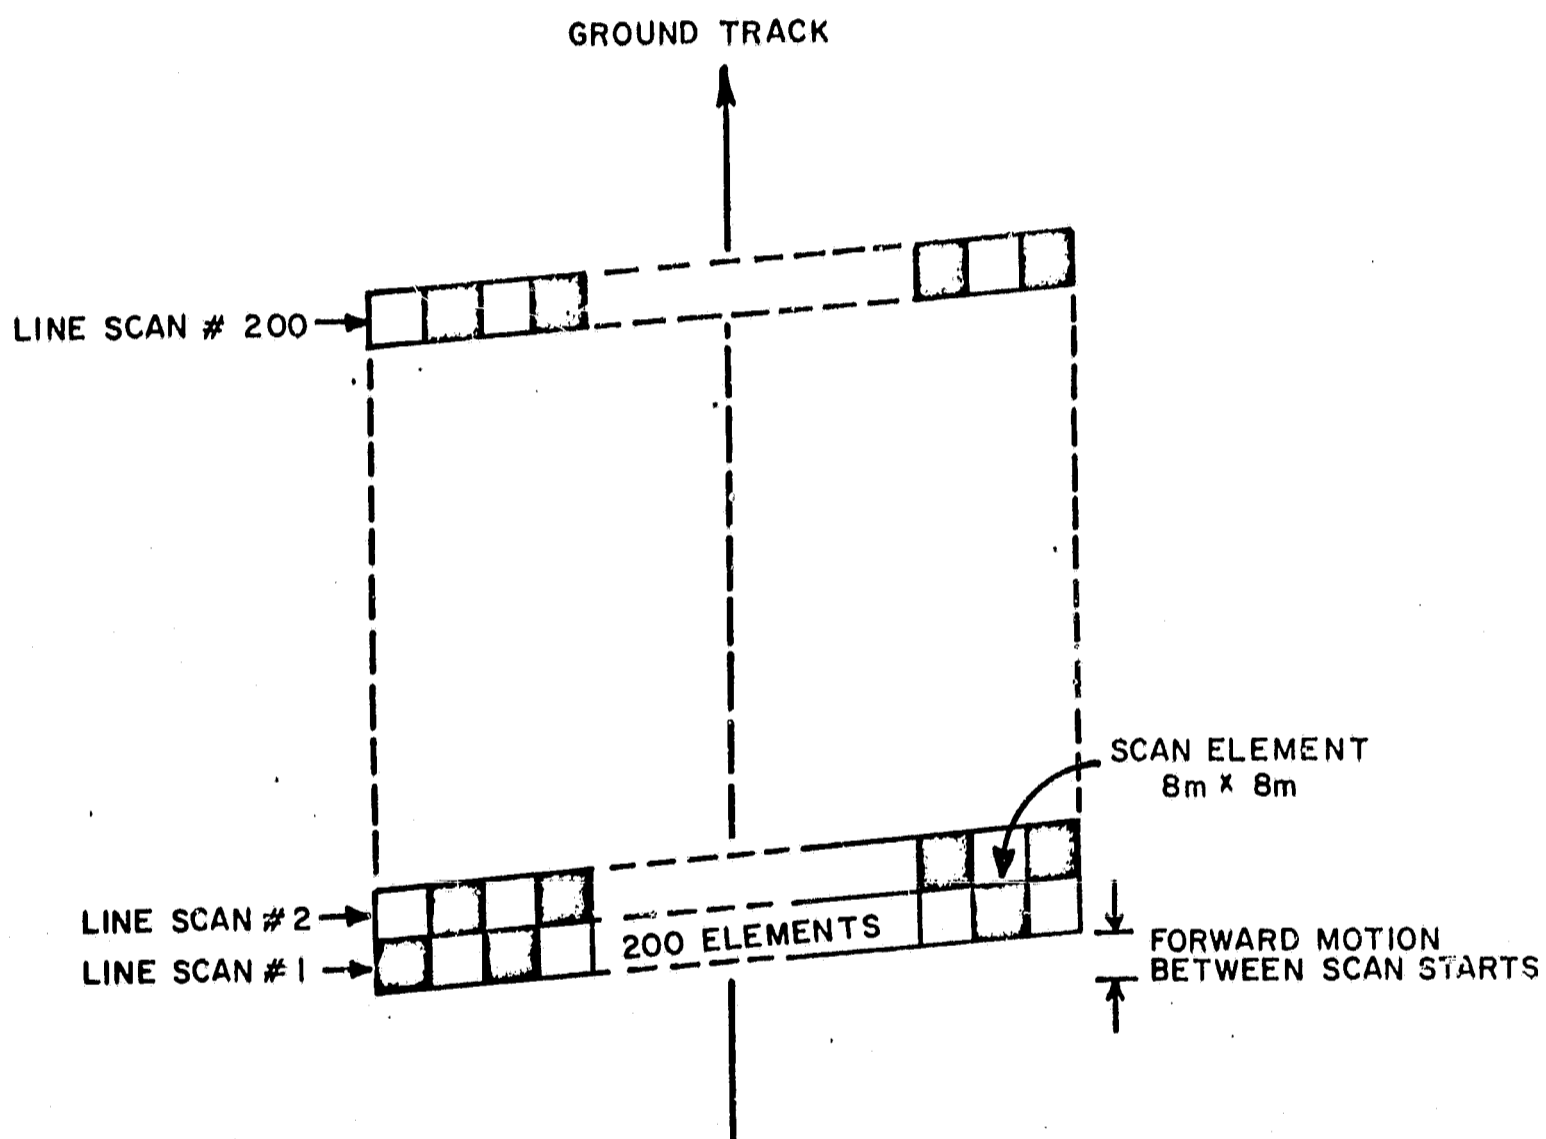 GROUND TRACK
LINE SCAN # 200
SCAN ELEMENT
8m x 8m
LINE SCAN #2
200 ELEMENTS
LINE SCAN #1
FORWARD MOTION
BETWEEN SCAN STARTS